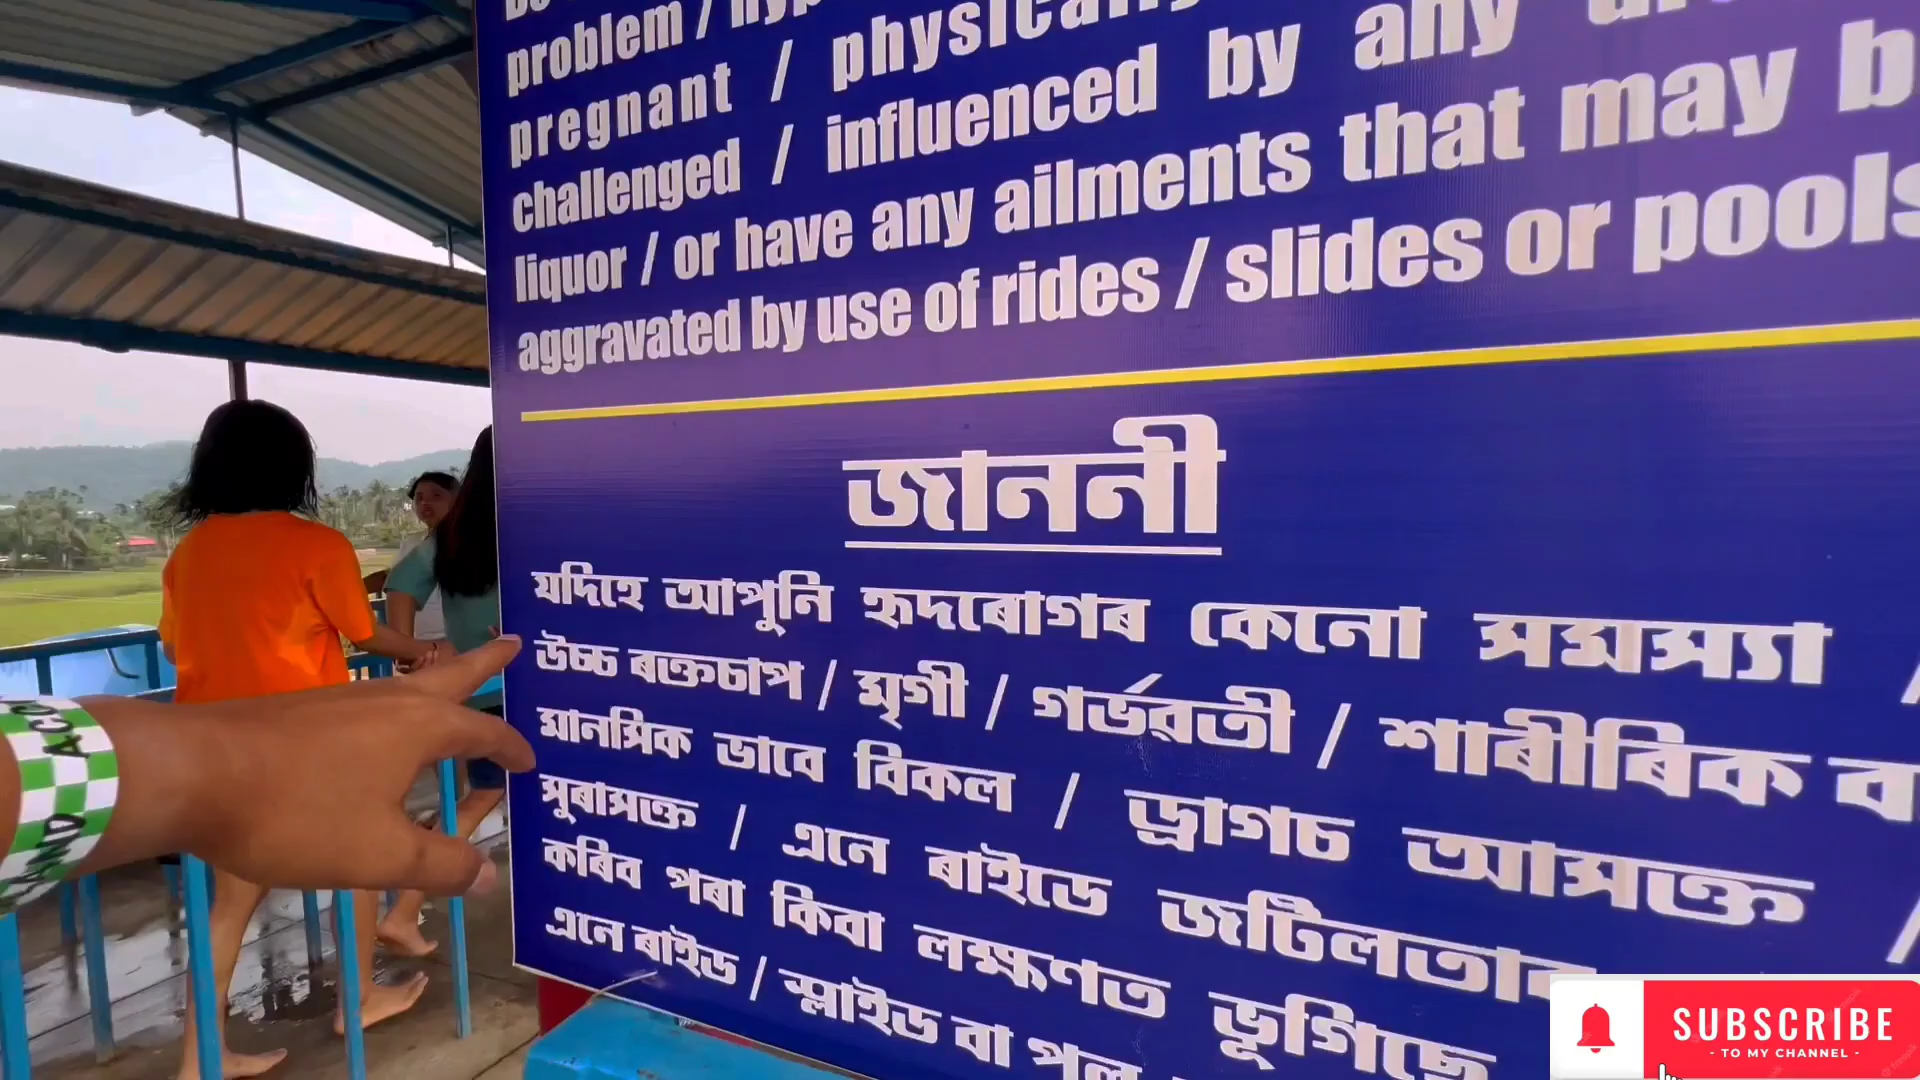 problem /
pregnant / physically
challenged / influenced by any
liquor / or have any ailments that may
aggravated by use of rides / slides or pools
জাননী
যদিহে আপুনি হৃদৰোগৰ কেনো সমস্যা /
উচ্চ ৰক্তচাপ / মৃগী / গৰ্ভৱতী / শাৰীৰিক বা
মানসিক ভাবে বিকল / ড্ৰাগচ আসক্ত /
সুৰাসক্ত / এনে ৰাইডে জটিলতাৰ
কৰিব পৰা কিবা লক্ষণত ভূগিছে
এনে ৰাইড / স্লাইড বা পুল
SUBSCRIBE
- TO MY CHANNEL -